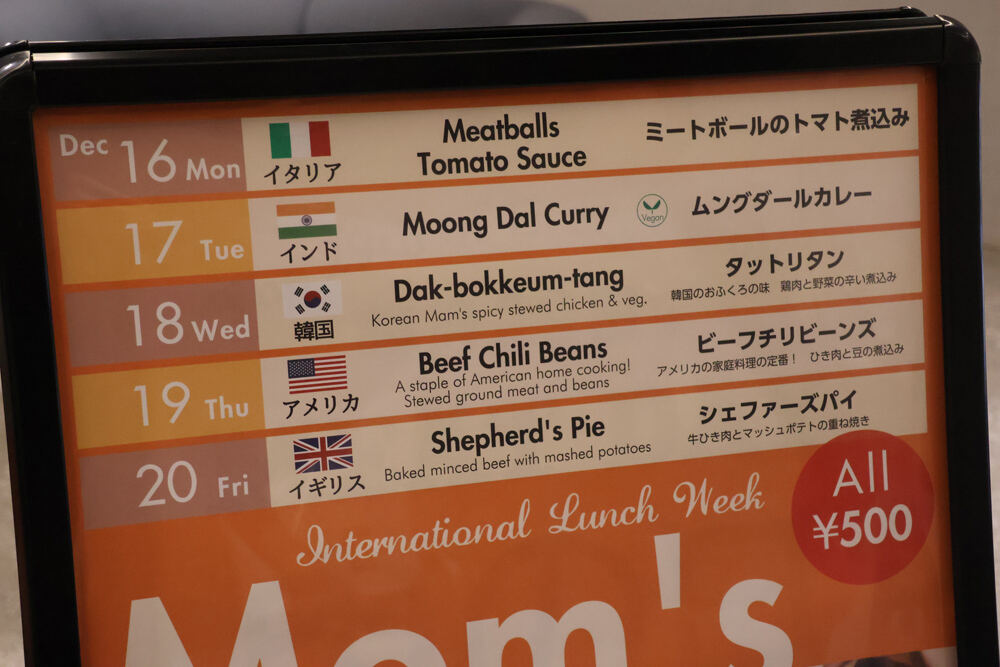 Dec 16 Mon
イタリア
Meatballs
Tomato Sauce
ミートボールのトマト煮込み
17 Tue
インド
Moong Dal Curry
Vegan
ムングダールカレー
18 Wed
韓国
Dak-bokkeum-tang
Korean Mam's spicy stewed chicken & veg.
タットリタン
韓国のおふくろの味 鶏肉と野菜の辛い煮込み
19 Thu
アメリカ
Beef Chili Beans
A staple of American home cooking!
Stewed ground meat and beans
ビーフチリビーンズ
アメリカの家庭料理の定番！ ひき肉と豆の煮込み
20 Fri
イギリス
Shepherd's Pie
Baked minced beef with mashed potatoes
シェファーズパイ
牛ひき肉とマッシュポテトの重ね焼き
All
¥500
International Lunch Week
Mom's